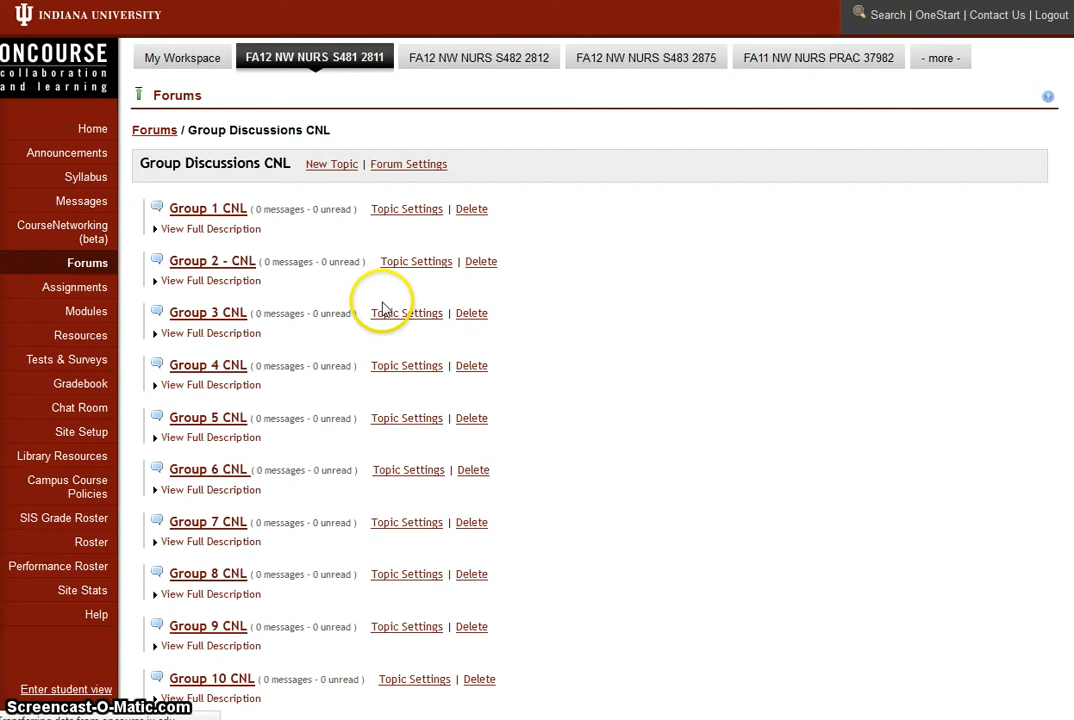 INDIANA UNIVERSITY
Search | OneStart | Contact Us | Logout
ONCOURSE
collaboration
and learning
My Workspace
FA12 NW NURS S481 2811
FA12 NW NURS S482 2812
FA12 NW NURS S483 2875
FA11 NW NURS PRAC 37982
- more -
Forums
Forums / Group Discussions CNL
Group Discussions CNL New Topic | Forum Settings
Group 1 CNL ( 0 messages - 0 unread ) Topic Settings | Delete
View Full Description
Group 2 - CNL ( 0 messages - 0 unread ) Topic Settings | Delete
View Full Description
Group 3 CNL ( 0 messages - 0 unread ) Topic Settings | Delete
View Full Description
Group 4 CNL ( 0 messages - 0 unread ) Topic Settings | Delete
View Full Description
Group 5 CNL ( 0 messages - 0 unread ) Topic Settings | Delete
View Full Description
Group 6 CNL ( 0 messages - 0 unread ) Topic Settings | Delete
View Full Description
Group 7 CNL ( 0 messages - 0 unread ) Topic Settings | Delete
View Full Description
Group 8 CNL ( 0 messages - 0 unread ) Topic Settings | Delete
View Full Description
Group 9 CNL ( 0 messages - 0 unread ) Topic Settings | Delete
View Full Description
Group 10 CNL ( 0 messages - 0 unread ) Topic Settings | Delete
View Full Description
Home
Announcements
Syllabus
Messages
CourseNetworking
(beta)
Forums
Assignments
Modules
Resources
Tests & Surveys
Gradebook
Chat Room
Site Setup
Library Resources
Campus Course
Policies
SIS Grade Roster
Roster
Performance Roster
Site Stats
Help
Enter student view
Screencast-O-Matic.com